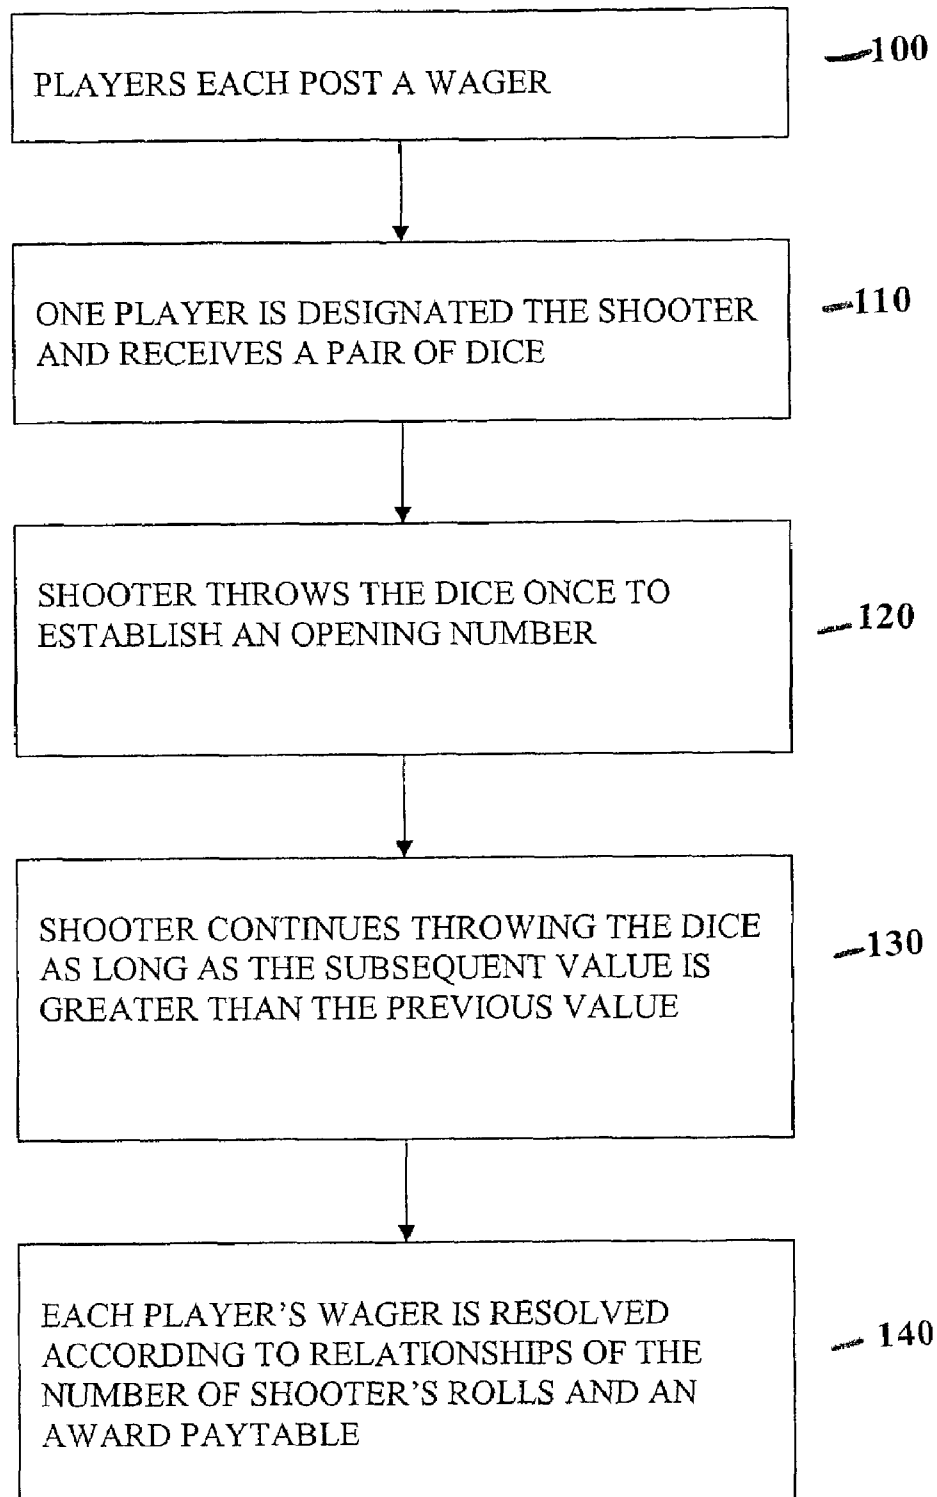 PLAYERS EACH POST A WAGER
100
ONE PLAYER IS DESIGNATED THE SHOOTER
AND RECEIVES A PAIR OF DICE
110
SHOOTER THROWS THE DICE ONCE TO
ESTABLISH AN OPENING NUMBER
120
SHOOTER CONTINUES THROWING THE DICE
AS LONG AS THE SUBSEQUENT VALUE IS
GREATER THAN THE PREVIOUS VALUE
130
EACH PLAYER'S WAGER IS RESOLVED
ACCORDING TO RELATIONSHIPS OF THE
NUMBER OF SHOOTER'S ROLLS AND AN
AWARD PAYTABLE
140